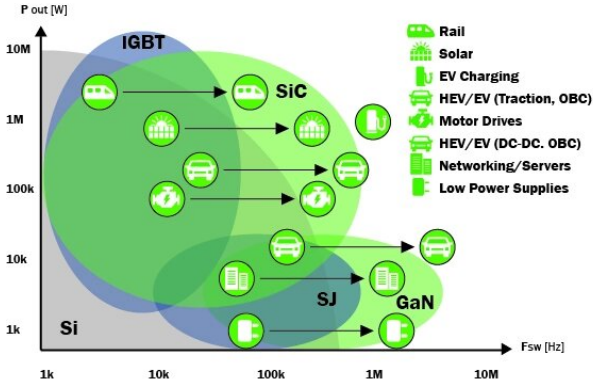 P out [W]
10M
1M
100k
10k
1k
IGBT
SiC
SJ
GaN
Si
Rail
Solar
EV Charging
HEV/EV (Traction, OBC)
Motor Drives
HEV/EV (DC-DC. OBC)
Networking/Servers
Low Power Supplies
Fsw [Hz]
1k 10k 100k 1M 10M